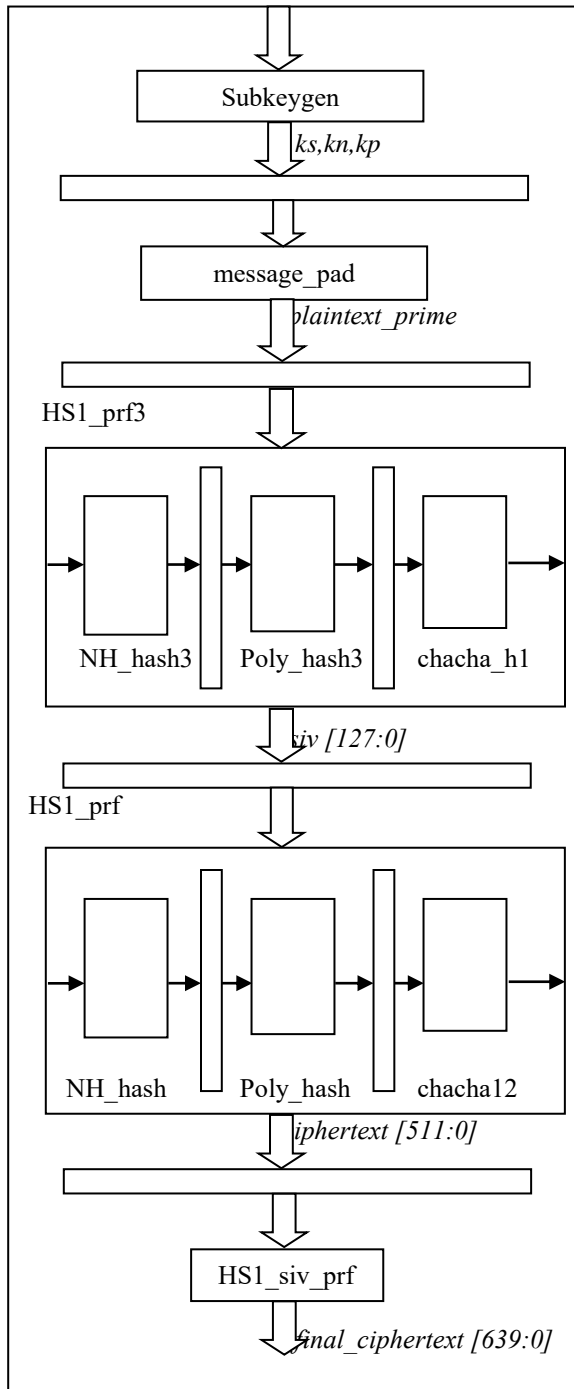 Subkeygen
ks,kn,kp
message_pad
plaintext_prime
HS1_prf3
NH_hash3 Poly_hash3 chacha_h1
siv [127:0]
HS1_prf
NH_hash Poly_hash chacha12
ciphertext [511:0]
HS1_siv_prf
final_ciphertext [639:0]